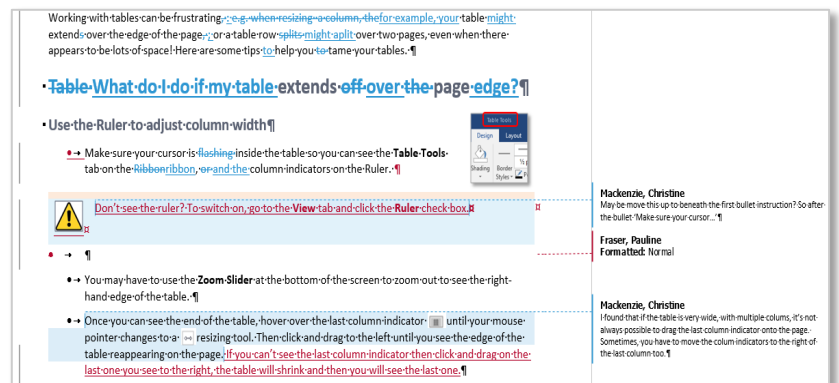 Working with tables can be frustrating, : e.g. when resizing a column, thefor example, your table might
extends over the edge of the page, ; or a table row splits might aplit over two pages, even when there
appears to be lots of space! Here are some tips to help you to tame your tables. ¶
Table What do I do if my table extends off over the page edge?¶
Use the Ruler to adjust column width¶
Make sure your cursor is flashing inside the table so you can see the Table Tools
tab on the Ribbonribbon, or and the column indicators on the Ruler. ¶
Table Tools
Design Layout
Shading Border Styles
½
Don't see the ruler? To switch on, go to the View tab and click the Ruler check box.¤
¤
¤
¶
You may have to use the Zoom Slider at the bottom of the screen to zoom out to see the right-
hand edge of the table. ¶
Once you can see the end of the table, hover over the last column indicator until your mouse
pointer changes to a resizing tool. Then click and drag to the left until you see the edge of the
table reappearing on the page. If you can't see the last column indicator then click and drag on the
last one you see to the right, the table will shrink and then you will see the last one.¶
Mackenzie, Christine
May be move this up to beneath the first bullet instruction? So after
the bullet 'Make sure your cursor...'¶
Fraser, Pauline
Formatted: Normal
Mackenzie, Christine
I found that if the table is very wide, with multiple colums, it's not
always possible to drag the last column indicator onto the page.
Sometimes, you have to move the colum indicators to the right of
the last column too. ¶